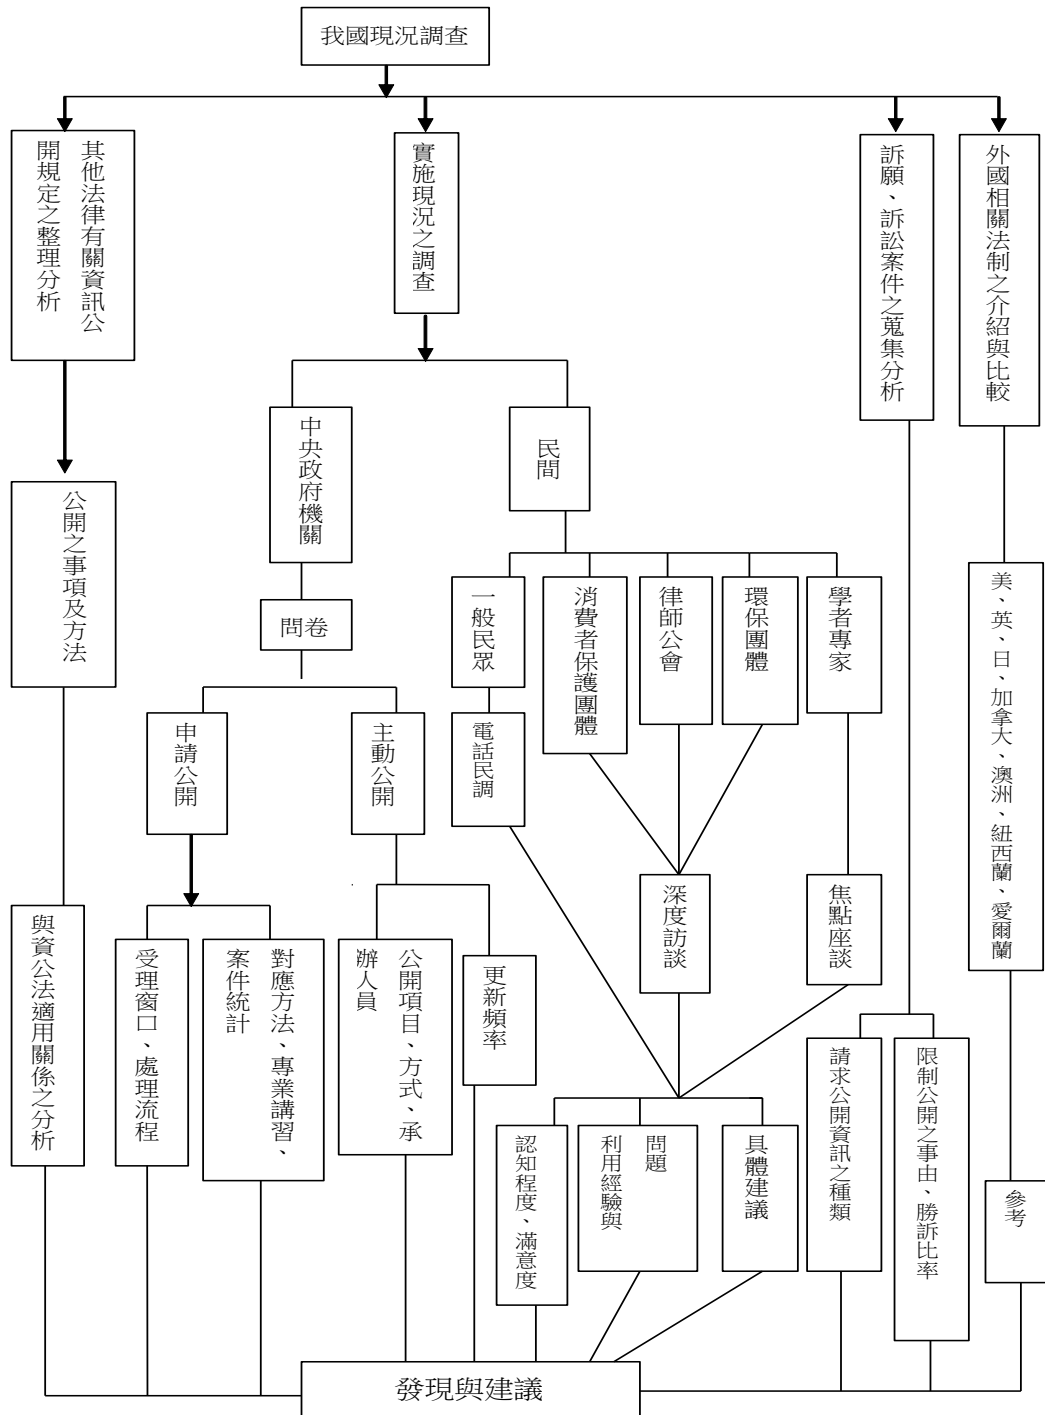 我國現況調查
其他法律有關資訊公
開規定之整理分析
實施現況之調查
訴願、訴訟案件之蒐集分析
外國相關法制之介紹與比較
中央政府機關
民間
公開之事項及方法
問卷
一般民眾
消費者保護團體
律師公會
環保團體
學者專家
美、英、日、加拿大、澳洲、紐西蘭、愛爾蘭
申請公開
主動公開
電話民調
深度訪談
焦點座談
與資公法適用關係之分析
受理窗口、處理流程
對應方法、專業講習、
案件統計
公開項目、方式、承
辦人員
更新頻率
請求公開資訊之種類
限制公開之事由、勝訴比率
認知程度、滿意度
問題
利用經驗與
具體建議
參考
發現與建議